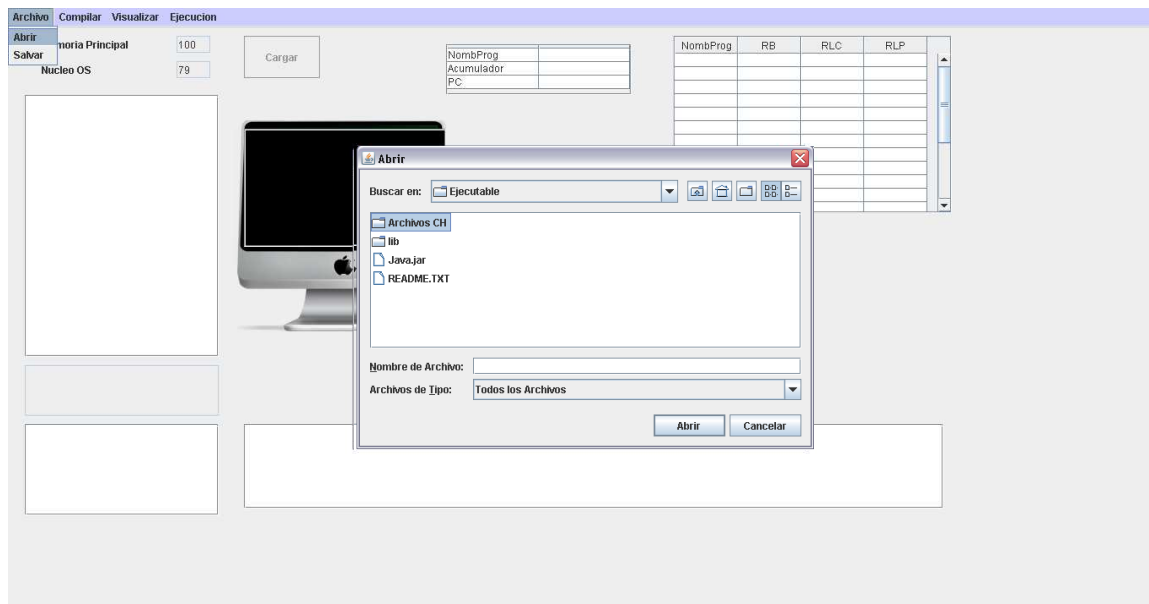 Archivo Compilar Visualizar Ejecucion
Abrir
Salvar
moria Principal 100
Nucleo OS 79
Cargar
NombProg
Acumulador
PC
NombProg RB RLC RLP
Abrir
Buscar en: Ejecutable
Archivos CH
lib
Java.jar
README.TXT
Nombre de Archivo:
Archivos de Tipo: Todos los Archivos
Abrir Cancelar